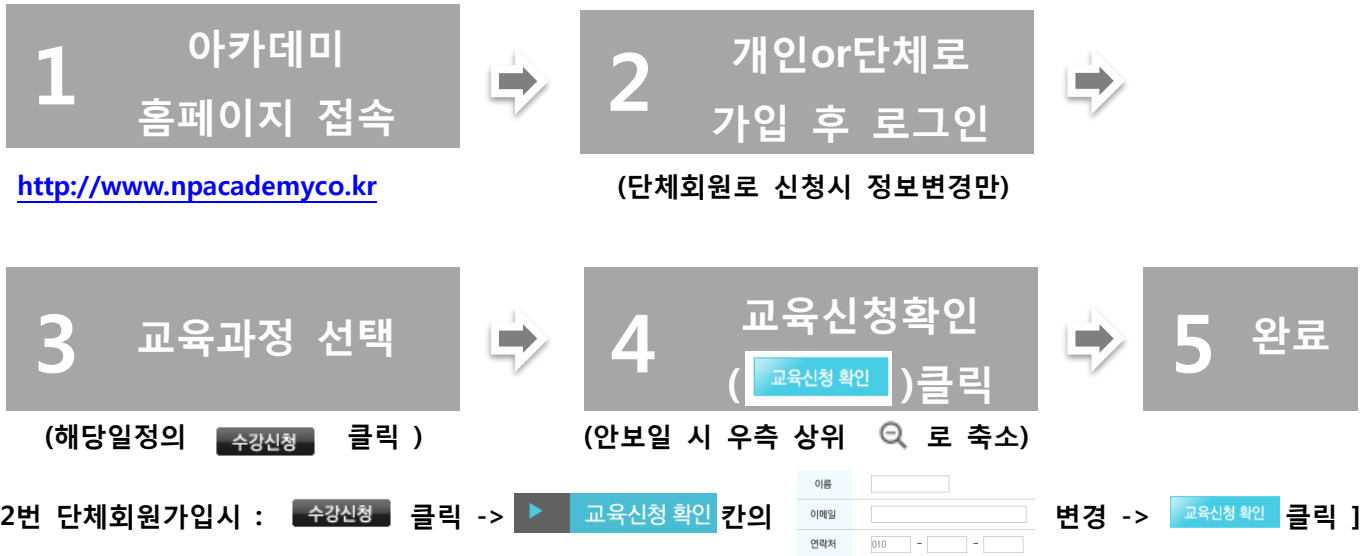 1 아카데미
홈페이지 접속
http://www.npacademyco.kr
2 개인or단체로
가입 후 로그인
(단체회원로 신청시 정보변경만)
3 교육과정 선택
(해당일정의 수강신청 클릭 )
4 교육신청확인
( 교육신청 확인 )클릭
(안보일 시 우측 상위 로 축소)
5 완료
2번 단체회원가입시 : 수강신청 클릭 -> 교육신청 확인 칸의
이름
이메일
연락처 010 - -
변경 -> 교육신청 확인 클릭 ]